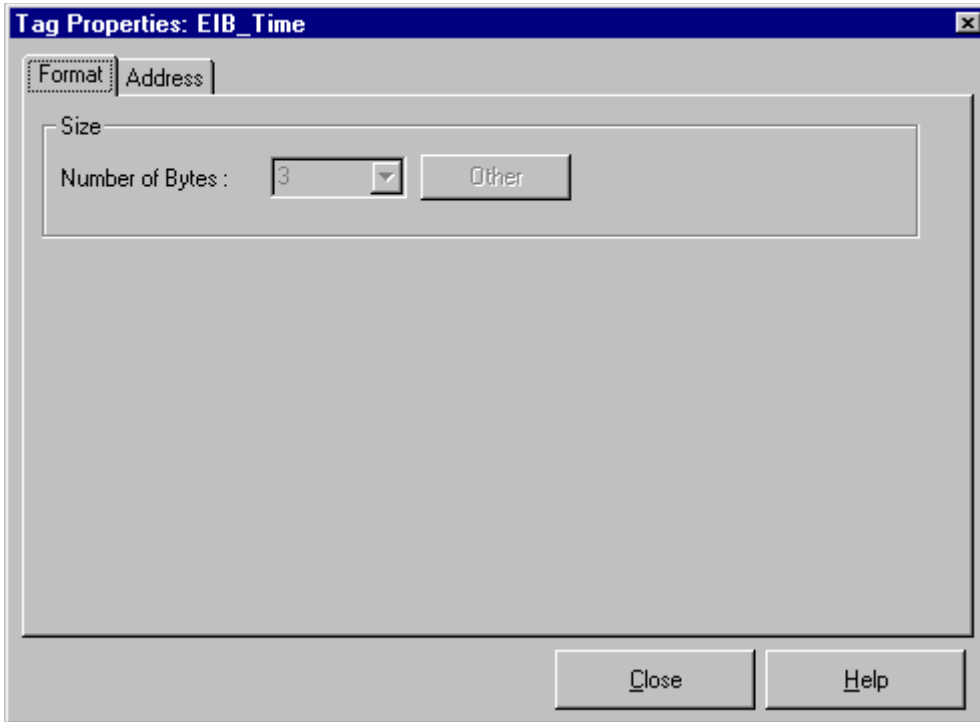 Tag Properties: EIB_Time
Format Address
Size
Number of Bytes : 3 Other
Close Help